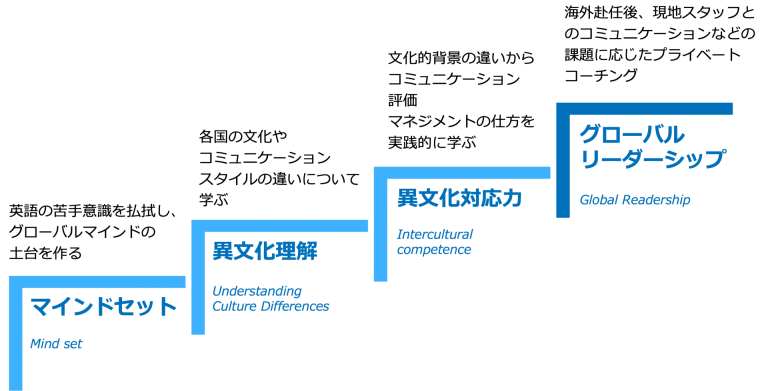 英語の苦手意識を払拭し、
グローバルマインドの
土台を作る
マインドセット
Mind set
各国の文化や
コミュニケーション
スタイルの違いについて
学ぶ
異文化理解
Understanding
Culture Differences
文化的背景の違いから
コミュニケーション
評価
マネジメントの仕方を
実践的に学ぶ
異文化対応力
Intercultural
competence
海外赴任後、現地スタッフと
のコミュニケーションなどの
課題に応じたプライベート
コーチング
グローバル
リーダーシップ
Global Readership